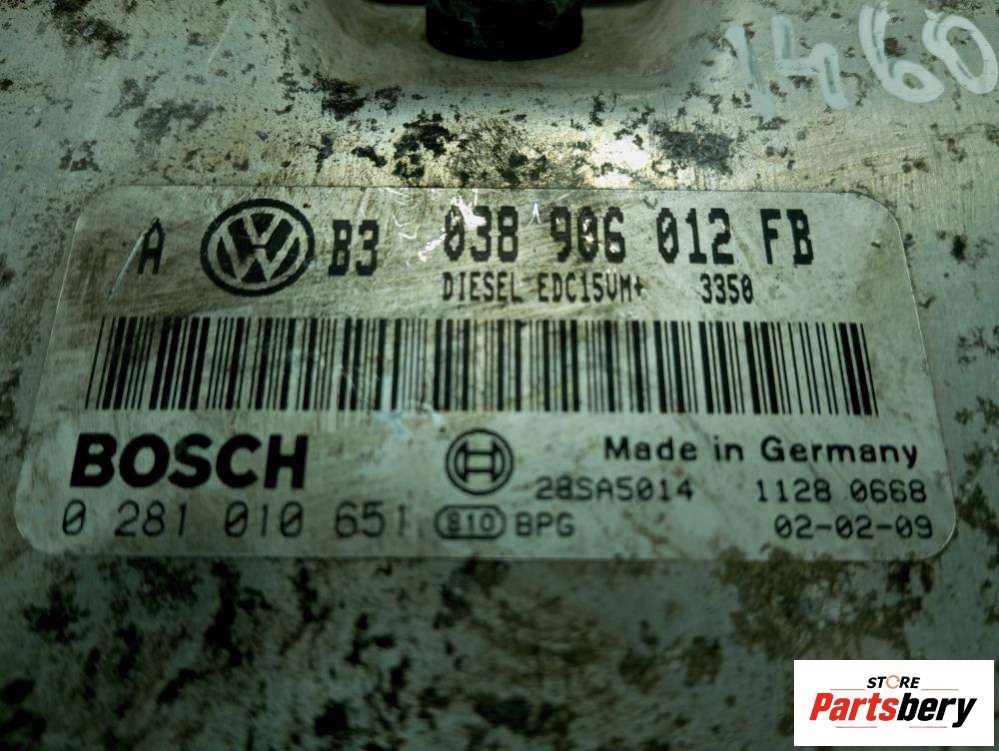 1460
A VW B3 038 906 012 FB
DIESEL EDC15VM+ 3350
BOSCH
Made in Germany
28SA5014 1128 0668
0 281 010 651 810 BPG 02-02-09
STORE
Partsbery